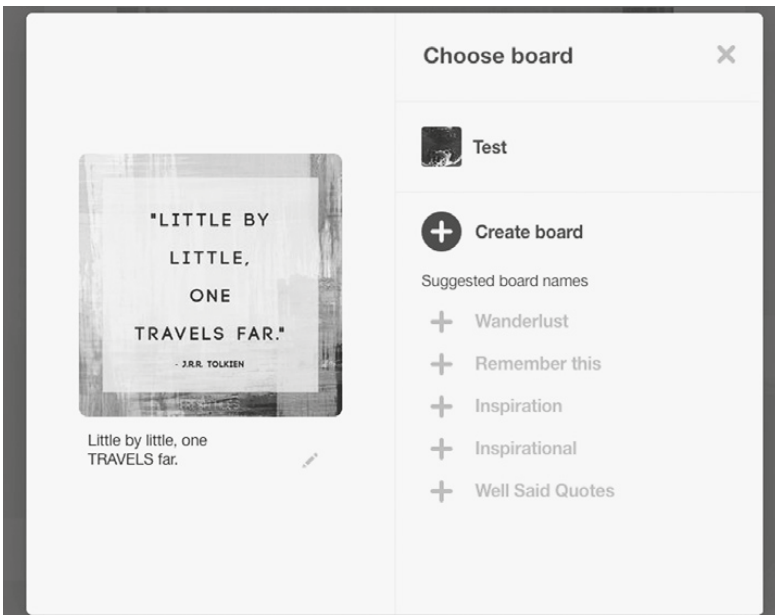 "LITTLE BY
LITTLE,
ONE
TRAVELS FAR."
- J.R.R. TOLKIEN
Little by little, one
TRAVELS far.
Choose board
Test
Create board
Suggested board names
Wanderlust
Remember this
Inspiration
Inspirational
Well Said Quotes